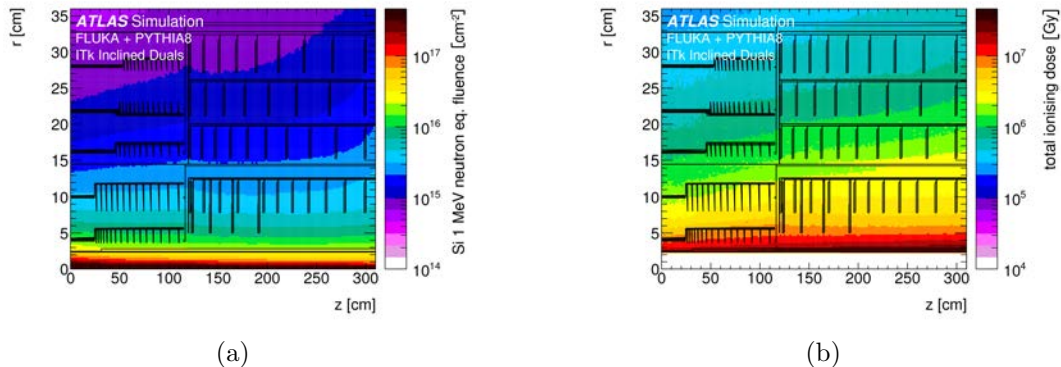 r [cm]
35
30
25
20
15
10
5
0
ATLAS Simulation
FLUKA + PYTHIA8
ITk Inclined Duals
0 50 100 150 200 250 300
z [cm]
10^17
10^16
10^15
10^14
Si 1 MeV neutron eq. fluence [cm^-2]
(a)
r [cm]
35
30
25
20
15
10
5
0
ATLAS Simulation
FLUKA + PYTHIA8
ITk Inclined Duals
0 50 100 150 200 250 300
z [cm]
10^7
10^6
10^5
10^4
total ionising dose [Gy]
(b)